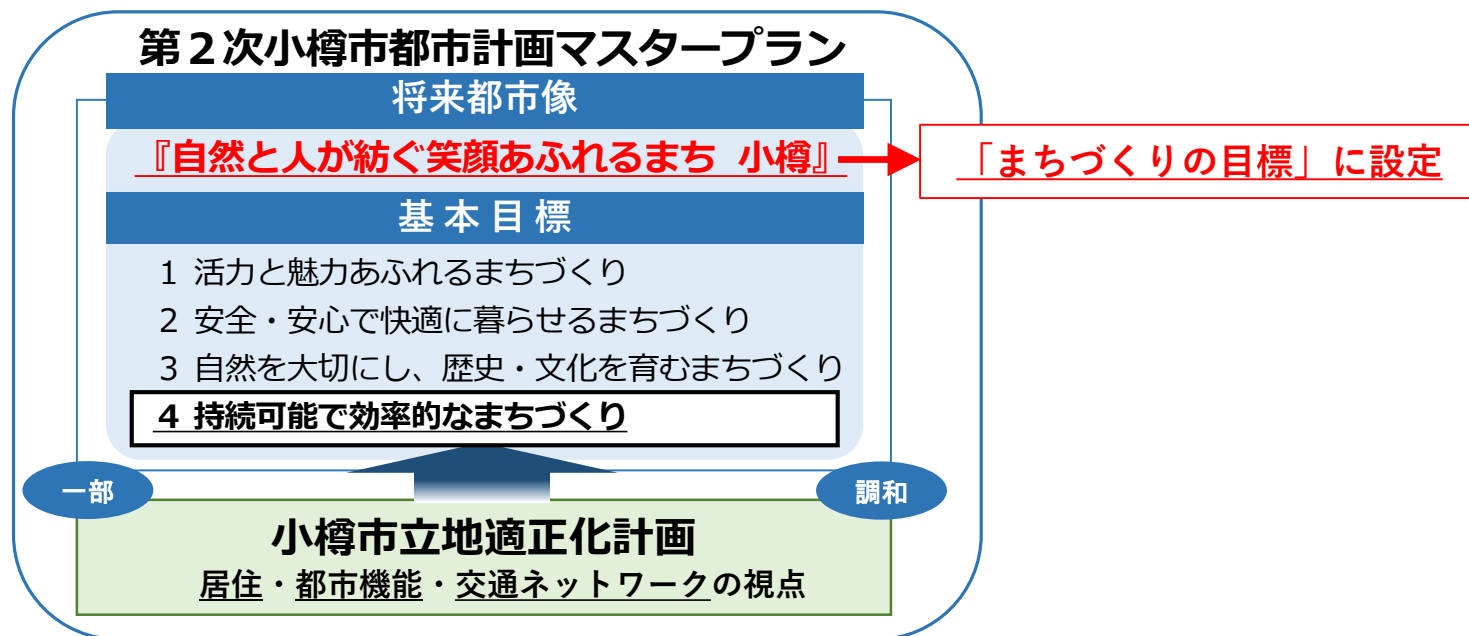 第２次小樽市都市計画マスタープラン
将来都市像
『自然と人が紡ぐ笑顔あふれるまち 小樽』
「まちづくりの目標」に設定
基本目標
１ 活力と魅力あふれるまちづくり
２ 安全・安心で快適に暮らせるまちづくり
３ 自然を大切にし、歴史・文化を育むまちづくり
４ 持続可能で効率的なまちづくり
一部
調和
小樽市立地適正化計画
居住・都市機能・交通ネットワークの視点